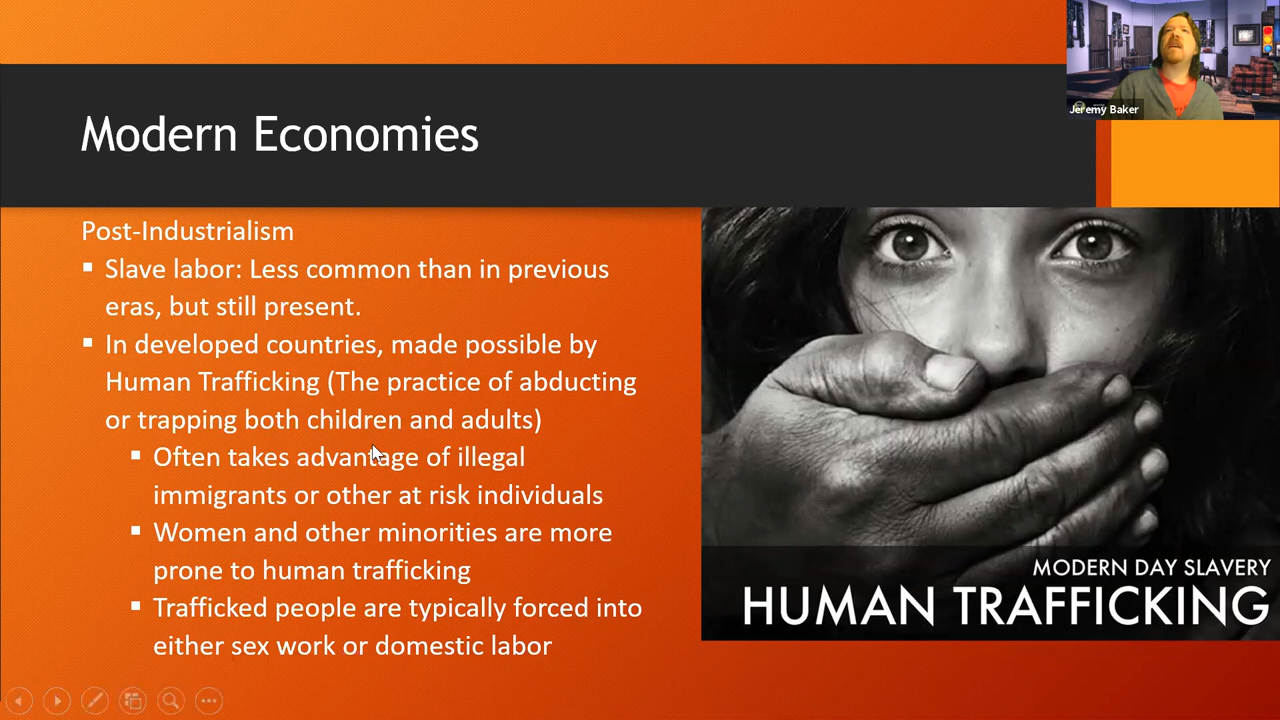 Jeremy Baker
Modern Economies
Post-Industrialism
▪ Slave labor: Less common than in previous
eras, but still present.
▪ In developed countries, made possible by
Human Trafficking (The practice of abducting
or trapping both children and adults)
▪ Often takes advantage of illegal
immigrants or other at risk individuals
▪ Women and other minorities are more
prone to human trafficking
▪ Trafficked people are typically forced into
either sex work or domestic labor
MODERN DAY SLAVERY
HUMAN TRAFFICKING